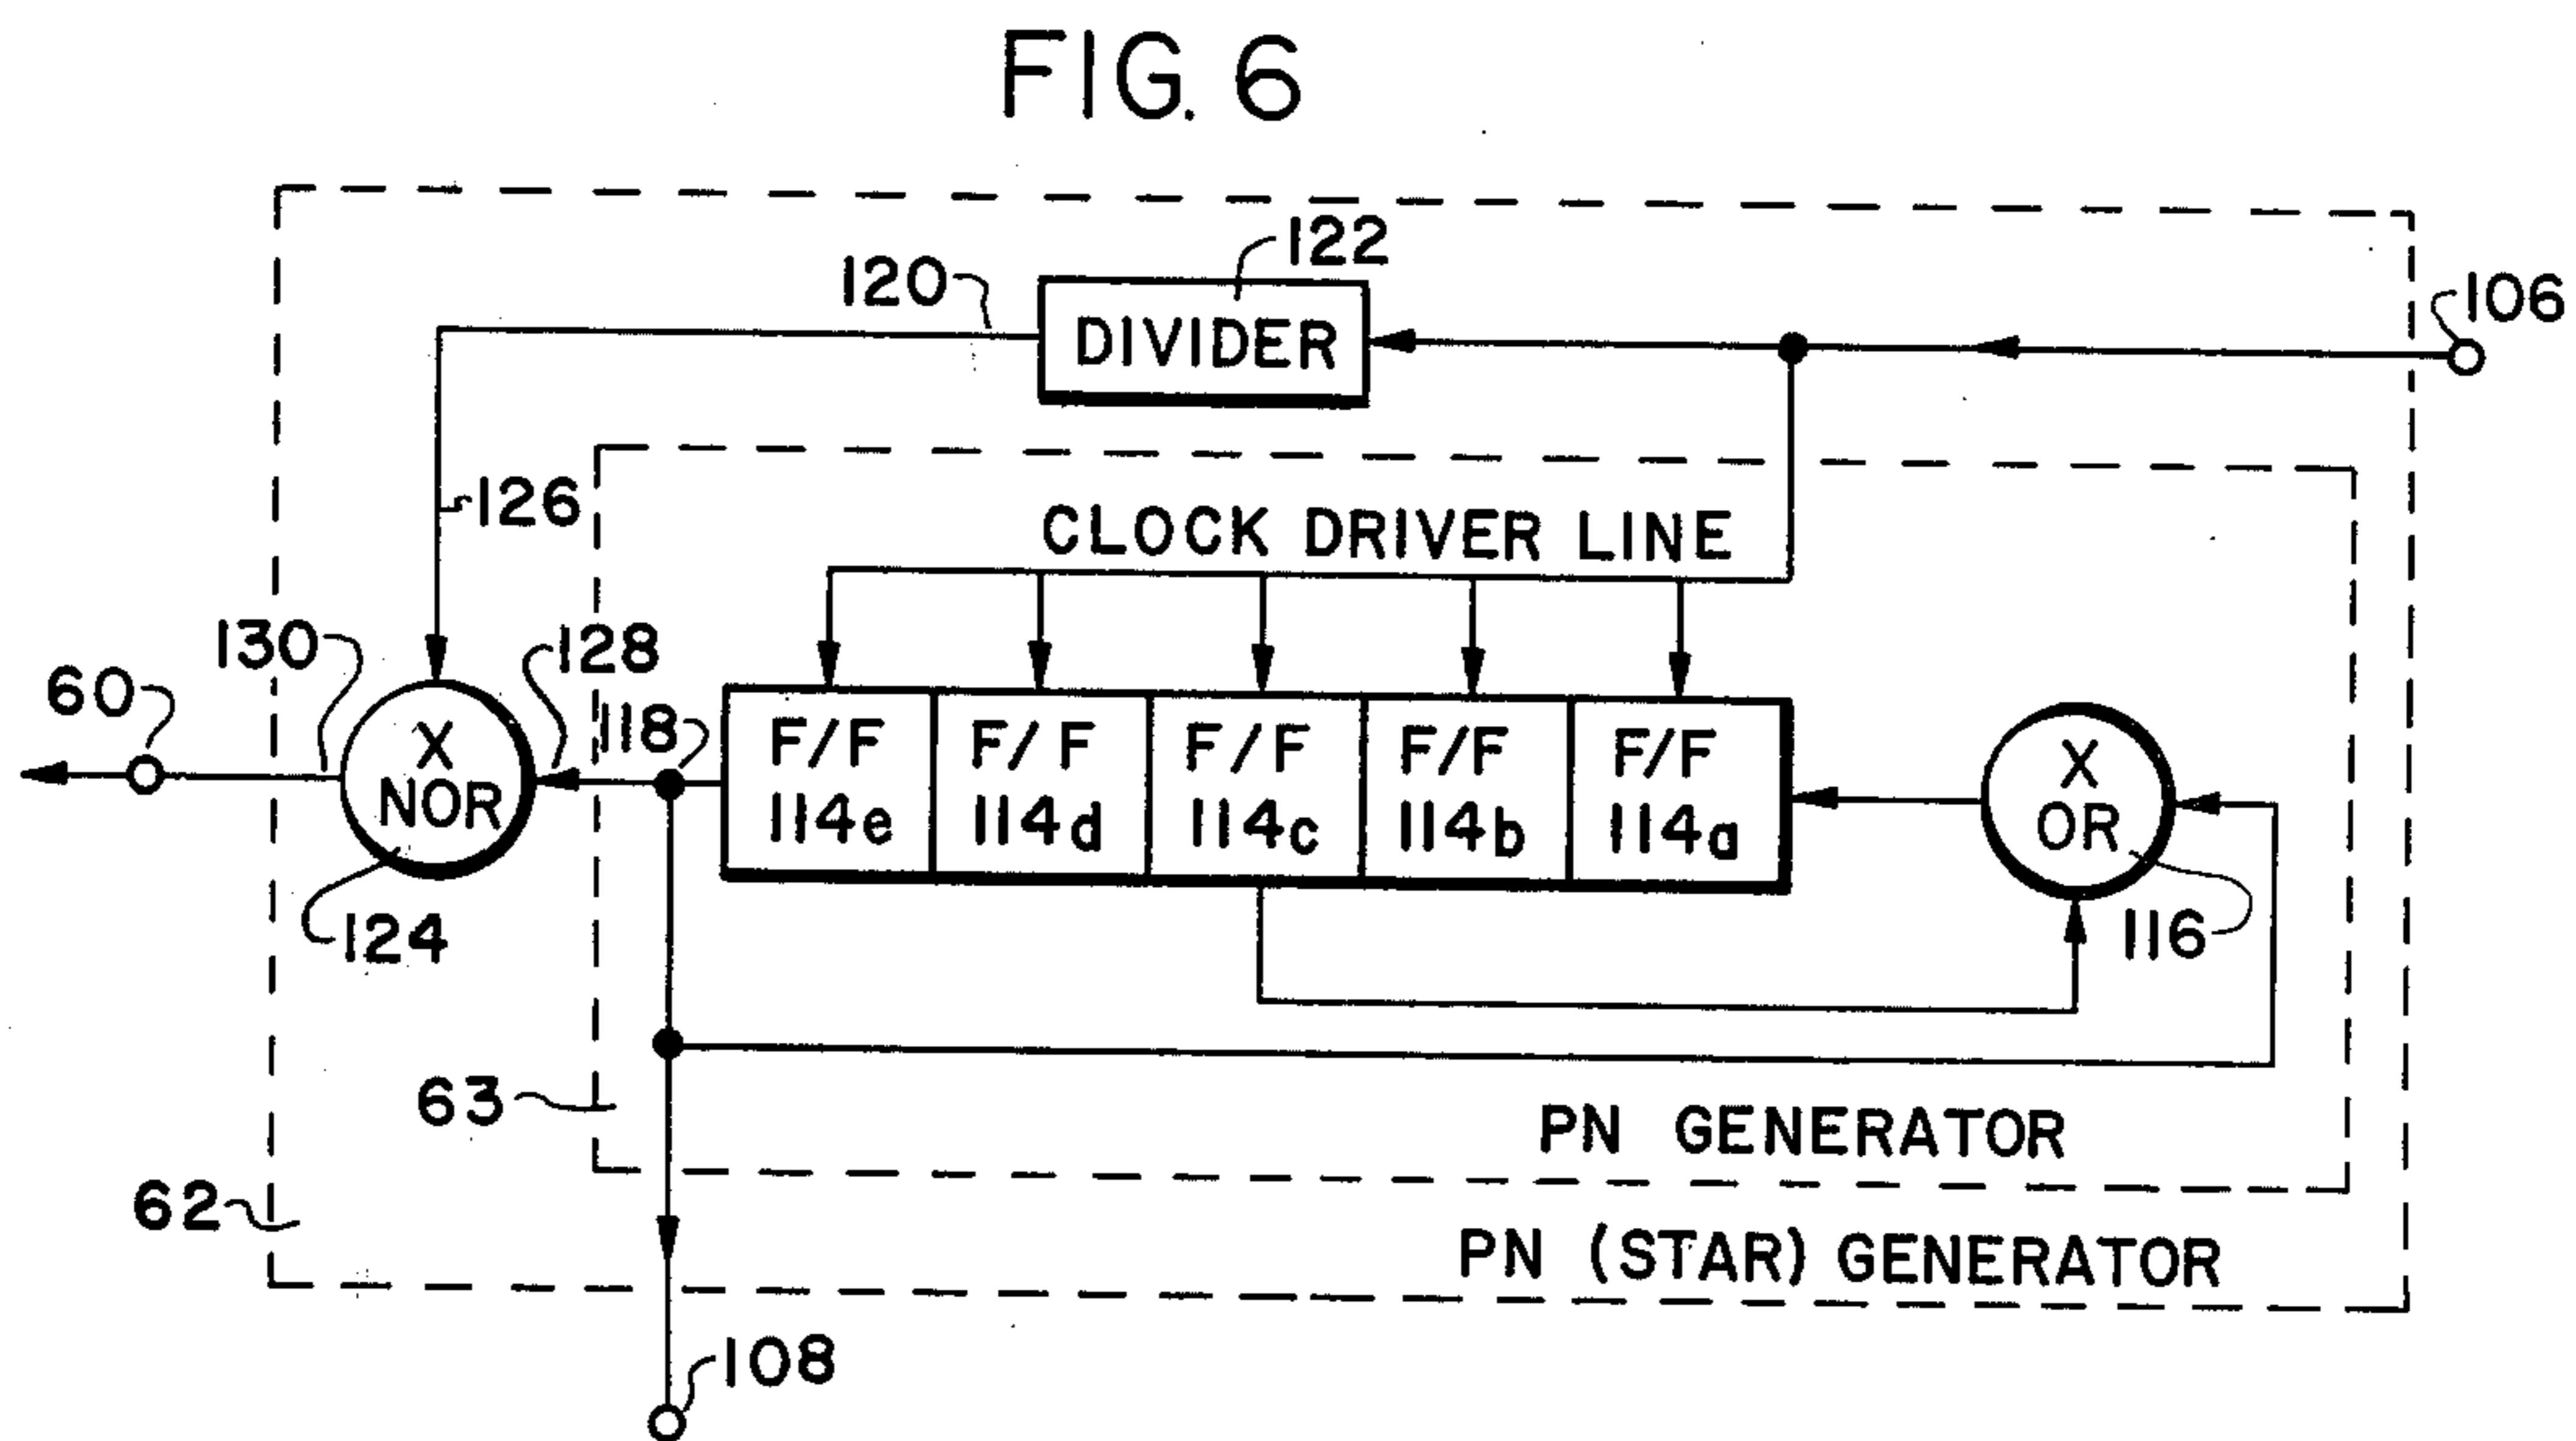 FIG. 6
122
120
106
DIVIDER
126
CLOCK DRIVER LINE
130
128
60
118
X
NOR
F/F
114e
F/F
114d
F/F
114c
F/F
114b
F/F
114a
X
OR
124
116
63
PN GENERATOR
62
PN (STAR) GENERATOR
108